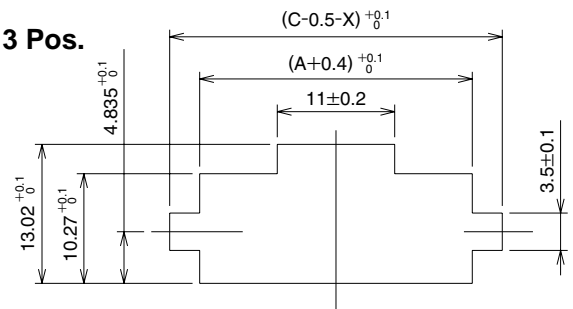 3 Pos.
(C-0.5-X) +0.1 0
(A+0.4) +0.1 0
11±0.2
4.835 +0.1 0
13.02 +0.1 0
10.27 +0.1 0
3.5±0.1